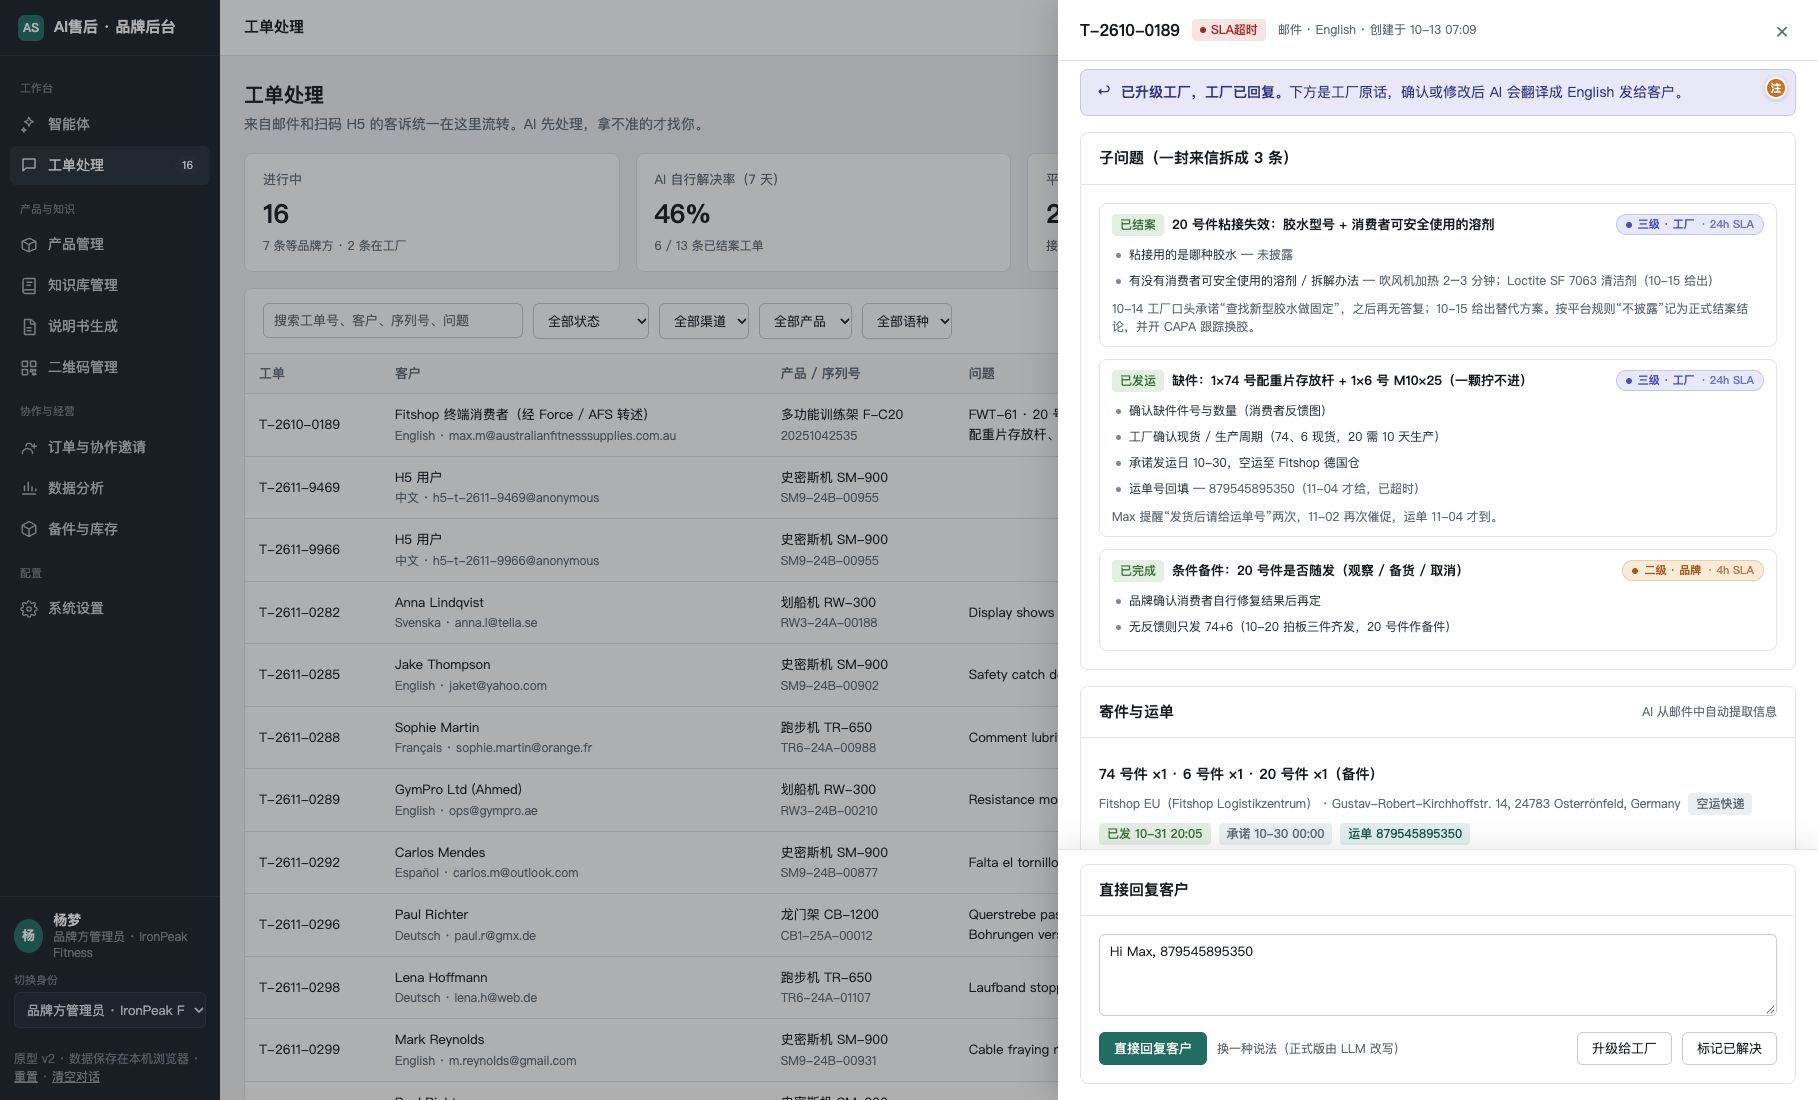 AS AI售后 · 品牌后台
工作台
智能体
工单处理 16
产品与知识
产品管理
知识库管理
说明书生成
二维码管理
协作与经营
订单与协作邀请
数据分析
备件与库存
配置
系统设置
杨
杨梦
品牌方管理员 · IronPeak
Fitness
切换身份
品牌方管理员 · IronPeak F
原型 v2 · 数据保存在本机浏览器 ·
重置 · 清空对话
工单处理
工单处理
来自邮件和扫码 H5 的客诉统一在这里流转。AI 先处理，拿不准的才找你。
进行中
16
7 条等品牌方 · 2 条在工厂
AI 自行解决率（7 天）
46%
6 / 13 条已结案工单
搜索工单号、客户、序列号、问题 全部状态 全部渠道 全部产品 全部语种
工单 客户 产品 / 序列号 问题
T-2610-0189 Fitshop 终端消费者（经 Force / AFS 转述） 多功能训练架 F-C20 FWT-61 · 20
English · max.m@australianfitnesssupplies.com.au 20251042535 配重片存放杆、
T-2611-9469 H5 用户 史密斯机 SM-900
中文 · h5-t-2611-9469@anonymous SM9-24B-00955
T-2611-9966 H5 用户 史密斯机 SM-900
中文 · h5-t-2611-9966@anonymous SM9-24B-00955
T-2611-0282 Anna Lindqvist 划船机 RW-300 Display shows
Svenska · anna.l@telia.se RW3-24A-00188
T-2611-0285 Jake Thompson 史密斯机 SM-900 Safety catch
English · jaket@yahoo.com SM9-24B-00902
T-2611-0288 Sophie Martin 跑步机 TR-650 Comment lubri
Français · sophie.martin@orange.fr TR6-24A-00988
T-2611-0289 GymPro Ltd (Ahmed) 划船机 RW-300 Resistance mo
English · ops@gympro.ae RW3-24B-00210
T-2611-0292 Carlos Mendes 史密斯机 SM-900 Falta el tornillo
Español · carlos.m@outlook.com SM9-24B-00877
T-2611-0296 Paul Richter 龙门架 CB-1200 Querstrebe pas
Deutsch · paul.r@gmx.de CB1-25A-00012 Bohrungen vers
T-2611-0298 Lena Hoffmann 跑步机 TR-650 Laufband stopp
Deutsch · lena.h@web.de TR6-24A-01107
T-2611-0299 Mark Reynolds 史密斯机 SM-900 Cable fraying
English · m.reynolds@gmail.com SM9-24B-00931
T-2610-0189 SLA超时 邮件 · English · 创建于 10-13 07:09
已升级工厂，工厂已回复。下方是工厂原话，确认或修改后 AI 会翻译成 English 发给客户。 注
子问题（一封来信拆成 3 条）
已结案 20 号件粘接失效：胶水型号 + 消费者可安全使用的溶剂 三级 · 工厂 · 24h SLA
粘接用的是哪种胶水 — 未披露
有没有消费者可安全使用的溶剂 / 拆解办法 — 吹风机加热 2–3 分钟；Loctite SF 7063 清洁剂（10-15 给出）
10-14 工厂口头承诺“查找新型胶水做固定”，之后再无答复；10-15 给出替代方案。按平台规则“不披露”记为正式结案结
论，并开 CAPA 跟踪换胶。
已发运 缺件：1×74 号配重片存放杆 + 1×6 号 M10×25（一颗拧不进） 三级 · 工厂 · 24h SLA
确认缺件件号与数量（消费者反馈图）
工厂确认现货 / 生产周期（74、6 现货，20 需 10 天生产）
承诺发运日 10-30，空运至 Fitshop 德国仓
运单号回填 — 879545895350（11-04 才给，已超时）
Max 提醒“发货后请给运单号”两次，11-02 再次催促，运单 11-04 才到。
已完成 条件备件：20 号件是否随发（观察 / 备货 / 取消） 二级 · 品牌 · 4h SLA
品牌确认消费者自行修复结果后再定
无反馈则只发 74+6（10-20 拍板三件齐发，20 号件作备件）
寄件与运单 AI 从邮件中自动提取信息
74 号件 ×1 · 6 号件 ×1 · 20 号件 ×1（备件）
Fitshop EU（Fitshop Logistikzentrum） · Gustav-Robert-Kirchhoffstr. 14, 24783 Osterrönfeld, Germany 空运快递
已发 10-31 20:05 承诺 10-30 00:00 运单 879545895350
直接回复客户
Hi Max, 879545895350
直接回复客户 换一种说法（正式版由 LLM 改写） 升级给工厂 标记已解决